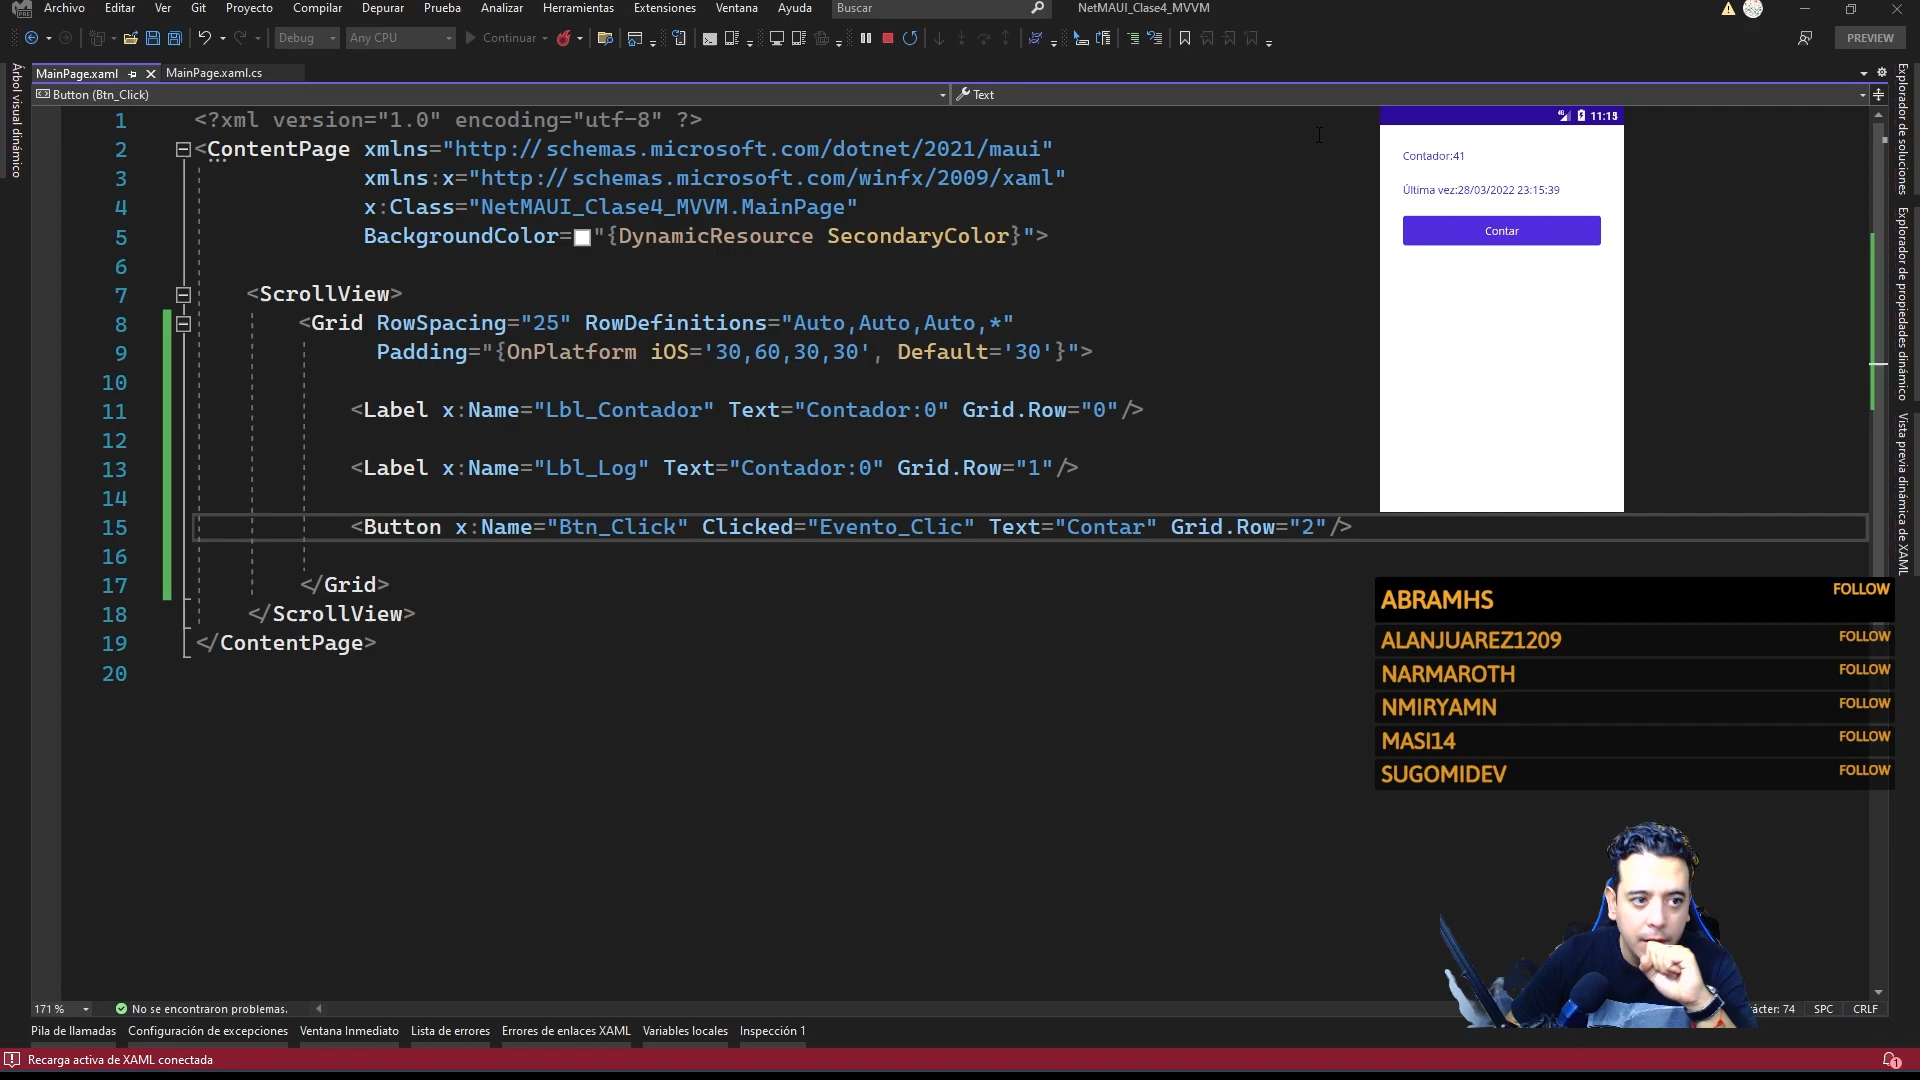 Archivo Editar Ver Git Proyecto Compilar Depurar Prueba Analizar Herramientas Extensiones Ventana Ayuda Buscar NetMAUI_Clase4_MVVM
Debug Any CPU Continuar PREVIEW
MainPage.xaml MainPage.xaml.cs
Button (Btn_Click) Text
Árbol visual dinámico
Explorador de soluciones
Explorador de propiedades dinámico
Vista previa dinámica de XAML
1 <?xml version="1.0" encoding="utf-8" ?>
2 <ContentPage xmlns="http://schemas.microsoft.com/dotnet/2021/maui"
3 xmlns:x="http://schemas.microsoft.com/winfx/2009/xaml"
4 x:Class="NetMAUI_Clase4_MVVM.MainPage"
5 BackgroundColor="{DynamicResource SecondaryColor}">
6
7 <ScrollView>
8 <Grid RowSpacing="25" RowDefinitions="Auto,Auto,Auto,*"
9 Padding="{OnPlatform iOS='30,60,30,30', Default='30'}">
10
11 <Label x:Name="Lbl_Contador" Text="Contador:0" Grid.Row="0"/>
12
13 <Label x:Name="Lbl_Log" Text="Contador:0" Grid.Row="1"/>
14
15 <Button x:Name="Btn_Click" Clicked="Evento_Clic" Text="Contar" Grid.Row="2"/>
16
17 </Grid>
18 </ScrollView>
19 </ContentPage>
20
11:15
Contador:41
Última vez:28/03/2022 23:15:39
Contar
ABRAMHS FOLLOW
ALANJUAREZ1209 FOLLOW
NARMAROTH FOLLOW
NMIRYAMN FOLLOW
MASI14 FOLLOW
SUGOMIDEV FOLLOW
171 % No se encontraron problemas. ácter: 74 SPC CRLF
Pila de llamadas Configuración de excepciones Ventana Inmediato Lista de errores Errores de enlaces XAML Variables locales Inspección 1
Recarga activa de XAML conectada 1